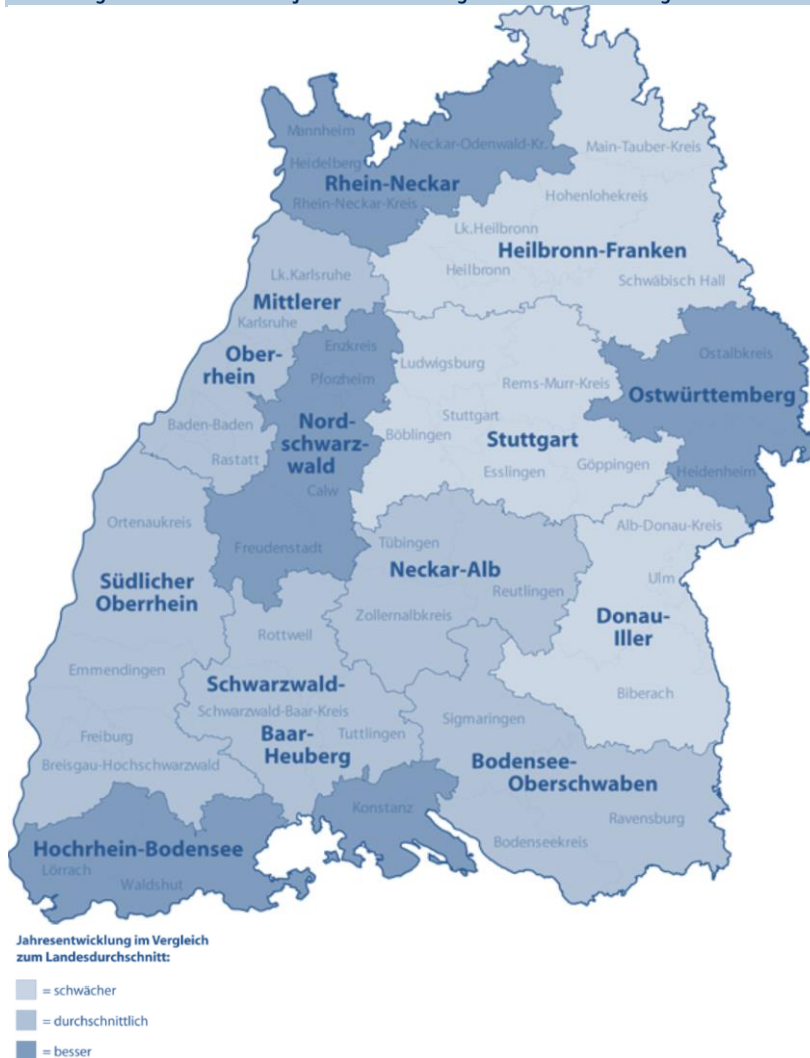 Mannheim
Neckar-Odenwald-Kr...
Main-Tauber-Kreis
Heidelberg
Rhein-Neckar
Hohenlohekreis
Rhein-Neckar-Kreis
Lk.Heilbronn
Heilbronn-Franken
Lk.Karlsruhe
Heilbronn
Schwäbisch Hall
Mittlerer
Karlsruhe
Ober-
rhein
Enzkreis
Ludwigsburg
Ostalbkreis
Pforzheim
Rems-Murr-Kreis
Ostwürttemberg
Baden-Baden
Nord-
schwarz-
wald
Stuttgart
Böblingen
Stuttgart
Rastatt
Esslingen
Göppingen
Heidenheim
Calw
Ortenaukreis
Alb-Donau-Kreis
Freudenstadt
Tübingen
Neckar-Alb
Südlicher
Oberrhein
Reutlingen
Ulm
Zollernalbkreis
Donau-
Iller
Rottweil
Emmendingen
Schwarzwald-
Biberach
Schwarzwald-Baar-Kreis
Sigmaringen
Freiburg
Baar-
Heuberg
Tuttlingen
Breisgau-Hochschwarzwald
Bodensee-
Oberschwaben
Konstanz
Ravensburg
Hochrhein-Bodensee
Bodenseekreis
Lörrach
Waldshut
Jahresentwicklung im Vergleich
zum Landesdurchschnitt:
= schwächer
= durchschnittlich
= besser